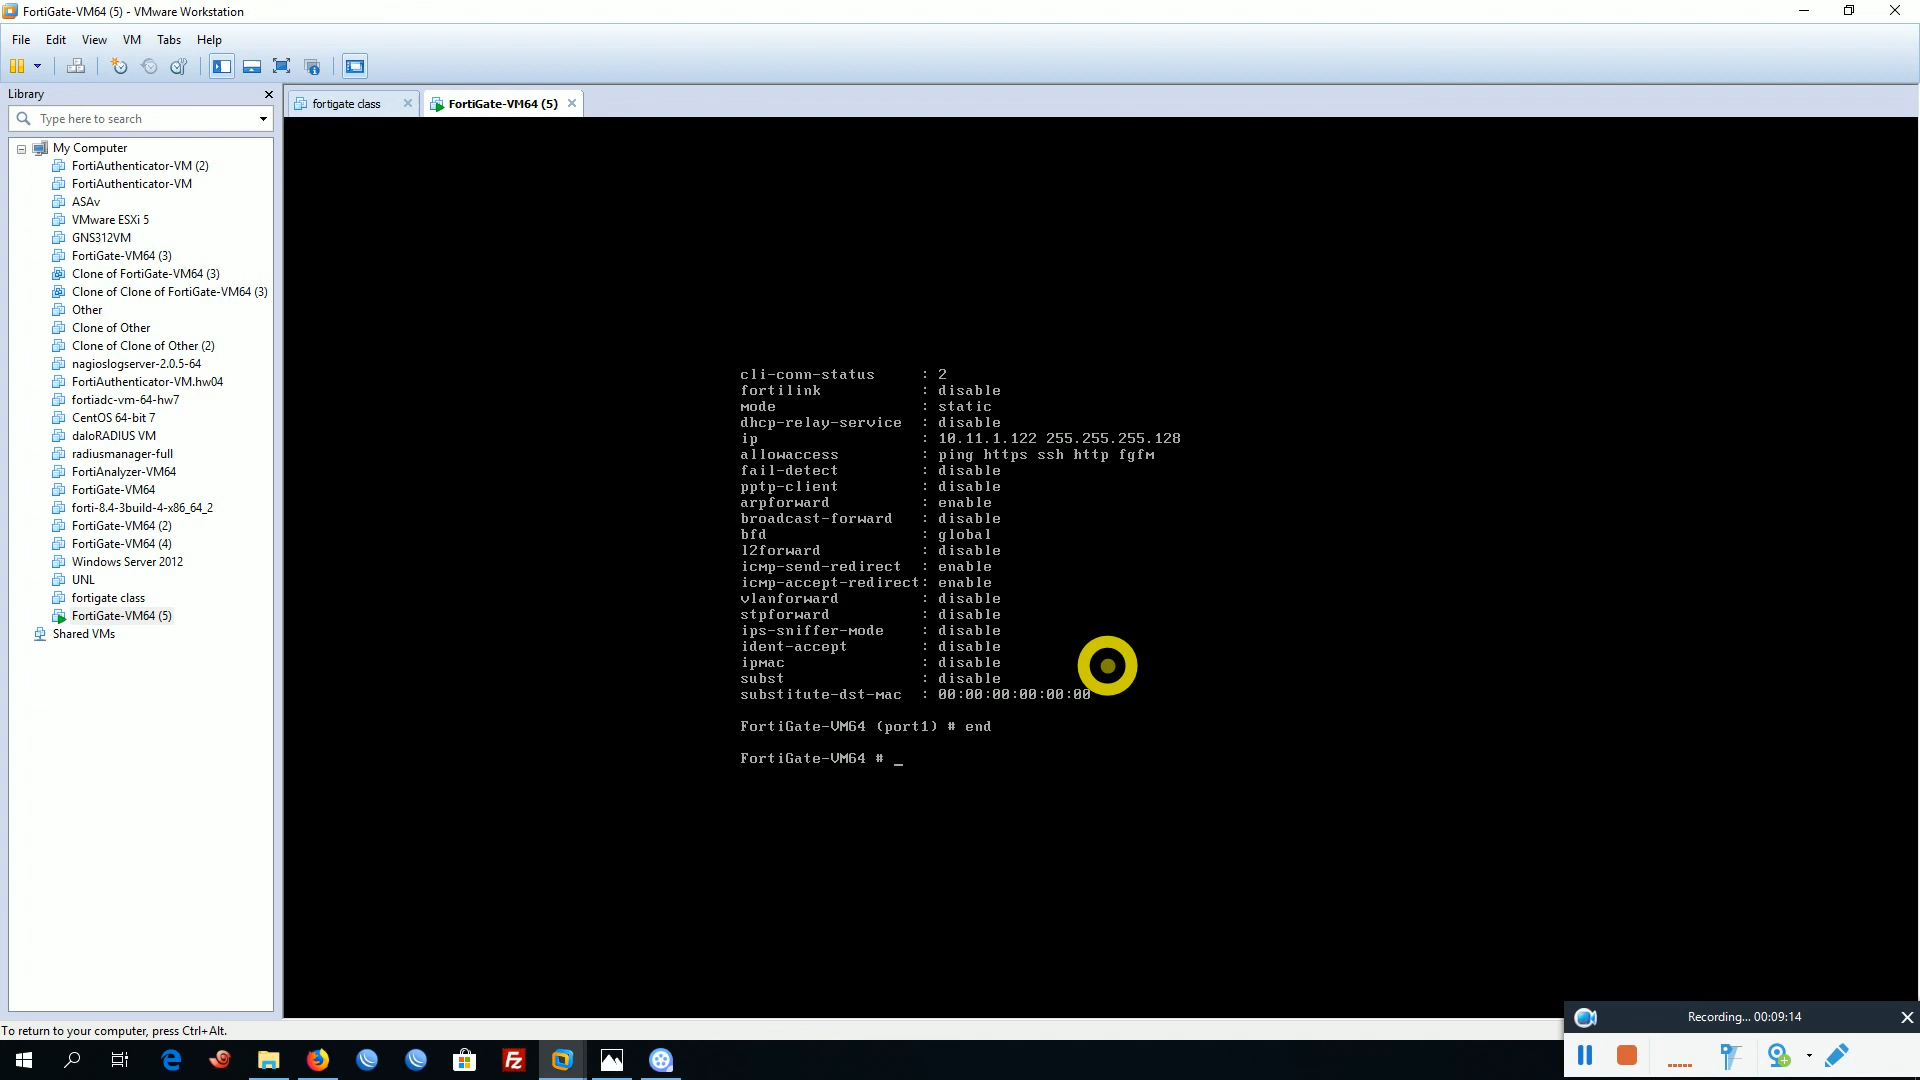 FortiGate-VM64 (5) - VMware Workstation
File Edit View VM Tabs Help
Library
Type here to search
My Computer
FortiAuthenticator-VM (2)
FortiAuthenticator-VM
ASAv
VMware ESXi 5
GNS312VM
FortiGate-VM64 (3)
Clone of FortiGate-VM64 (3)
Clone of Clone of FortiGate-VM64 (3)
Other
Clone of Other
Clone of Clone of Other (2)
nagioslogserver-2.0.5-64
FortiAuthenticator-VM.hw04
fortiadc-vm-64-hw7
CentOS 64-bit 7
daloRADIUS VM
radiusmanager-full
FortiAnalyzer-VM64
FortiGate-VM64
forti-8.4-3build-4-x86_64_2
FortiGate-VM64 (2)
FortiGate-VM64 (4)
Windows Server 2012
UNL
fortigate class
FortiGate-VM64 (5)
Shared VMs
fortigate class
FortiGate-VM64 (5)
cli-conn-status : 2
fortilink : disable
mode : static
dhcp-relay-service : disable
ip : 10.11.1.122 255.255.255.128
allowaccess : ping https ssh http fgfm
fail-detect : disable
pptp-client : disable
arpforward : enable
broadcast-forward : disable
bfd : global
l2forward : disable
icmp-send-redirect : enable
icmp-accept-redirect: enable
vlanforward : disable
stpforward : disable
ips-sniffer-mode : disable
ident-accept : disable
ipmac : disable
subst : disable
substitute-dst-mac : 00:00:00:00:00:00
FortiGate-VM64 (port1) # end
FortiGate-VM64 # _
To return to your computer, press Ctrl+Alt.
Recording... 00:09:14